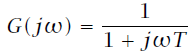 G(jω) = 1 / (1 + jωT)